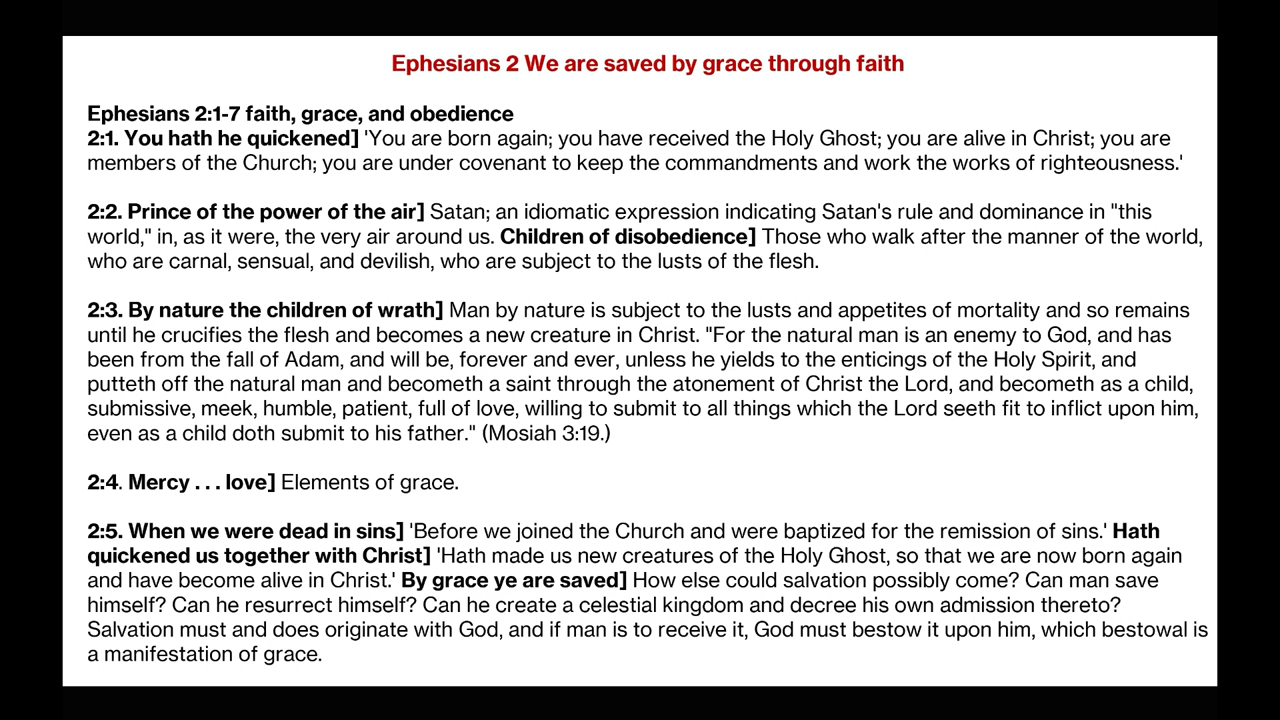 Ephesians 2 We are saved by grace through faith
Ephesians 2:1-7 faith, grace, and obedience
2:1. You hath he quickened] 'You are born again; you have received the Holy Ghost; you are alive in Christ; you are
members of the Church; you are under covenant to keep the commandments and work the works of righteousness.'
2:2. Prince of the power of the air] Satan; an idiomatic expression indicating Satan's rule and dominance in "this
world," in, as it were, the very air around us. Children of disobedience] Those who walk after the manner of the world,
who are carnal, sensual, and devilish, who are subject to the lusts of the flesh.
2:3. By nature the children of wrath] Man by nature is subject to the lusts and appetites of mortality and so remains
until he crucifies the flesh and becomes a new creature in Christ. "For the natural man is an enemy to God, and has
been from the fall of Adam, and will be, forever and ever, unless he yields to the enticings of the Holy Spirit, and
putteth off the natural man and becometh a saint through the atonement of Christ the Lord, and becometh as a child,
submissive, meek, humble, patient, full of love, willing to submit to all things which the Lord seeth fit to inflict upon him,
even as a child doth submit to his father." (Mosiah 3:19.)
2:4. Mercy . . . love] Elements of grace.
2:5. When we were dead in sins] 'Before we joined the Church and were baptized for the remission of sins.' Hath
quickened us together with Christ] 'Hath made us new creatures of the Holy Ghost, so that we are now born again
and have become alive in Christ.' By grace ye are saved] How else could salvation possibly come? Can man save
himself? Can he resurrect himself? Can he create a celestial kingdom and decree his own admission thereto?
Salvation must and does originate with God, and if man is to receive it, God must bestow it upon him, which bestowal is
a manifestation of grace.